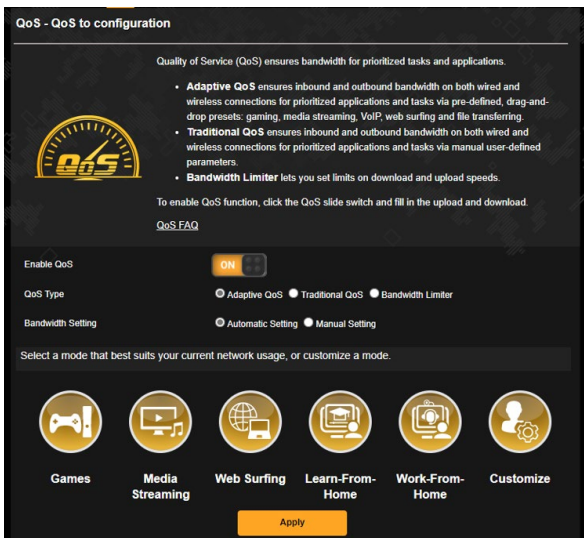 QoS - QoS to configuration
Quality of Service (QoS) ensures bandwidth for prioritized tasks and applications.
• Adaptive QoS ensures inbound and outbound bandwidth on both wired and
wireless connections for prioritized applications and tasks via pre-defined, drag-and-
drop presets: gaming, media streaming, VoIP, web surfing and file transferring.
• Traditional QoS ensures inbound and outbound bandwidth on both wired and
wireless connections for prioritized applications and tasks via manual user-defined
parameters.
• Bandwidth Limiter lets you set limits on download and upload speeds.
QoS
To enable QoS function, click the QoS slide switch and fill in the upload and download.
QoS FAQ
Enable QoS
ON
QoS Type
Adaptive QoS Traditional QoS Bandwidth Limiter
Bandwidth Setting
Automatic Setting Manual Setting
Select a mode that best suits your current network usage, or customize a mode.
Games
Media
Streaming
Web Surfing
Learn-From-
Home
Work-From-
Home
Customize
Apply